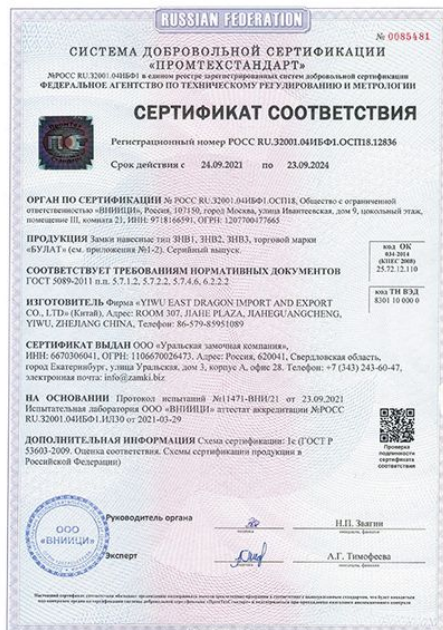 RUSSIAN FEDERATION
№ 0085481
СИСТЕМА ДОБРОВОЛЬНОЙ СЕРТИФИКАЦИИ
«ПРОМТЕХСТАНДАРТ»
№РОСС RU.32001.04ИБФ1 в едином реестре зарегистрированных систем добровольной сертификации
ФЕДЕРАЛЬНОЕ АГЕНТСТВО ПО ТЕХНИЧЕСКОМУ РЕГУЛИРОВАНИЮ И МЕТРОЛОГИИ
СЕРТИФИКАТ СООТВЕТСТВИЯ
Регистрационный номер РОСС RU.32001.04ИБФ1.ОСП18.12836
Срок действия с 24.09.2021 по 23.09.2024
ОРГАН ПО СЕРТИФИКАЦИИ № РОСС RU.32001.04ИБФ1.ОСП18, Общество с ограниченной
ответственностью «ВНИИЦИ», Россия, 107150, город Москва, улица Ивантеевская, дом 9, цокольный этаж,
помещение III, комната 21, ИНН: 9718166591, ОГРН: 1207700477665
ПРОДУКЦИЯ Замки навесные тип ЗНВ1, ЗНВ2, ЗНВ3, торговой марки
«БУЛАТ» (см. приложения №1-2). Серийный выпуск.
код ОК
034-2014
(КПЕС 2008)
25.72.12.110
СООТВЕТСТВУЕТ ТРЕБОВАНИЯМ НОРМАТИВНЫХ ДОКУМЕНТОВ
ГОСТ 5089-2011 п.п. 5.7.1.2, 5.7.2.2, 5.7.4.6, 6.2.2.2
код ТН ВЭД
8301 10 000 0
ИЗГОТОВИТЕЛЬ Фирма «YIWU EAST DRAGON IMPORT AND EXPORT
CO., LTD» (Китай), Адрес: ROOM 307, JIAHE PLAZA, JIAHEGUANGCHENG,
YIWU, ZHEJIANG CHINA, Телефон: 86-579-85951089
СЕРТИФИКАТ ВЫДАН ООО «Уральская замочная компания»,
ИНН: 6670306041, ОГРН: 1106670026473. Адрес: Россия, 620041, Свердловская область,
город Екатеринбург, улица Уральская, дом 3, корпус А, офис 28. Телефон: +7 (343) 243-60-47,
электронная почта: info@zamki.biz
НА ОСНОВАНИИ Протокол испытаний №11471-ВНИ/21 от 23.09.2021
Испытательная лаборатория ООО «ВНИИЦИ» аттестат аккредитации №РОСС
RU.32001.04ИБФ1.ИЛ30 от 2021-03-29
ДОПОЛНИТЕЛЬНАЯ ИНФОРМАЦИЯ Схема сертификации: 1с (ГОСТ Р
53603-2009. Оценка соответствия. Схемы сертификации продукции в
Российской Федерации)
Проверка
подлинности
сертификата
соответствия
Руководитель органа
Н.П. Звягин
Эксперт
А.Г. Тимофеева
ООО
«ВНИИЦИ»